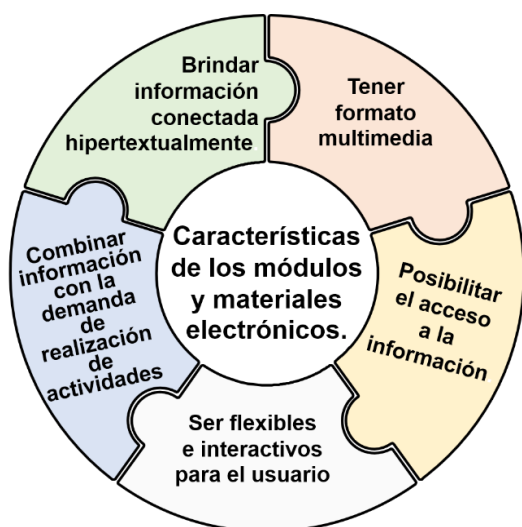 Brindar
información
conectada
hipertextualmente.
Tener
formato
multimedia
Posibilitar
el acceso
a la
información
Ser flexibles
e interactivos
para el usuario
Combinar
información
con la
demanda
de
realización
de
actividades
Características
de los módulos
y materiales
electrónicos.